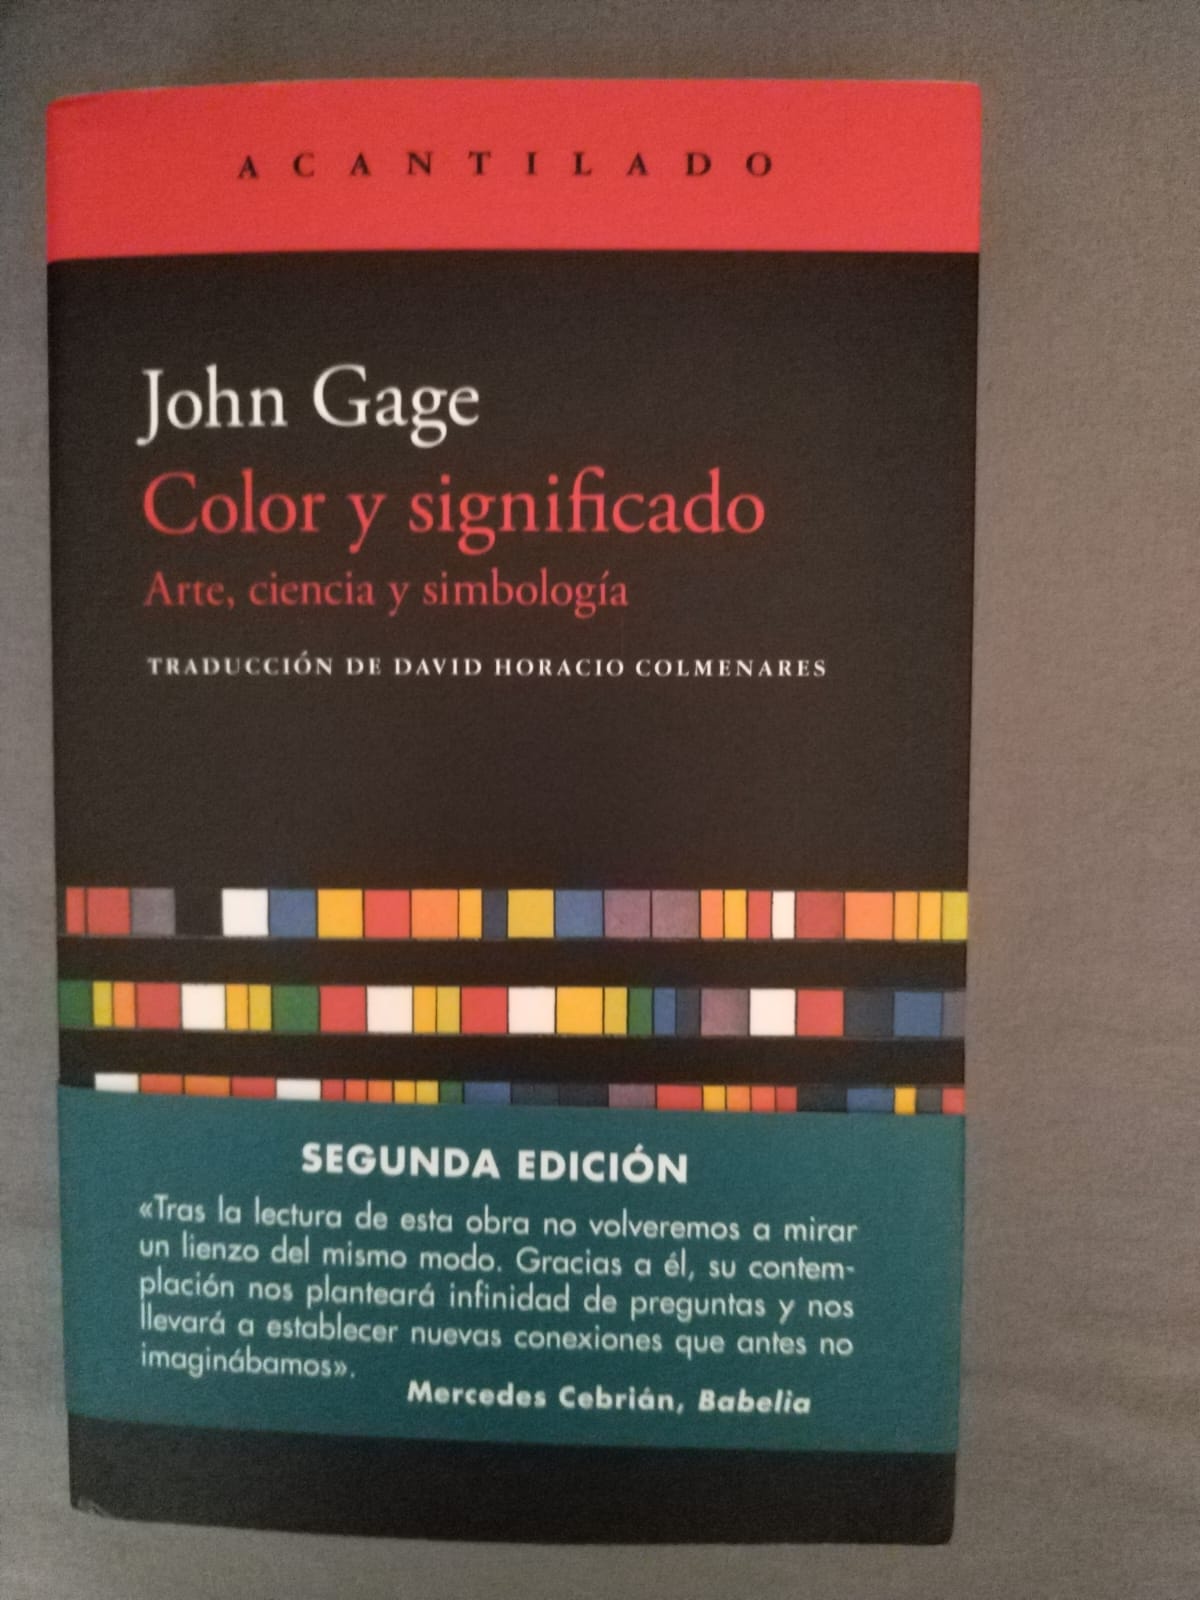 ACANTILADO
John Gage
Color y significado
Arte, ciencia y simbología
TRADUCCIÓN DE DAVID HORACIO COLMENARES
SEGUNDA EDICIÓN
«Tras la lectura de esta obra no volveremos a mirar
un lienzo del mismo modo. Gracias a él, su contem-
plación nos planteará infinidad de preguntas y nos
llevará a establecer nuevas conexiones que antes no
imaginábamos».
Mercedes Cebrián, Babelia